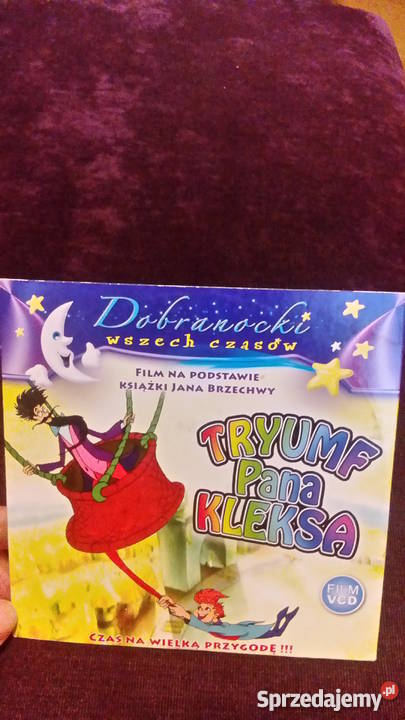 Dobranocki
wszech czasów
FILM NA PODSTAWIE
KSIĄŻKI JANA BRZECHWY
TRYUMF
Pana
KLEKSA
FILM
VCD
CZAS NA WIELKĄ PRZYGODĘ !!!
Sprzedajemy.pl